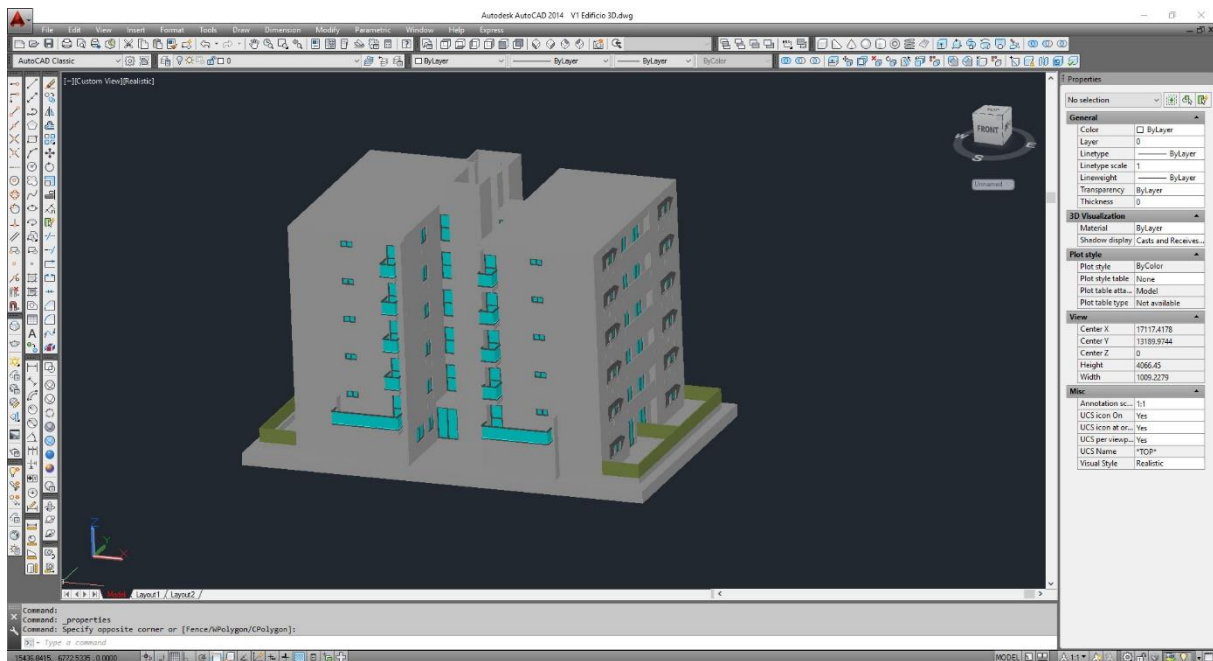 Autodesk AutoCAD 2014 V1 Edificio 3D.dwg
File Edit View Insert Format Tools Draw Dimension Modify Parametric Window Help Express
AutoCAD Classic 0 ByLayer ByLayer ByLayer ByColor
[-][Custom View][Realistic]
FRONT
S
E
Unnamed
Z
Y
X
Model Layout1 Layout2
Command:
Command: _properties
Command: Specify opposite corner or [Fence/WPolygon/CPolygon]:
Type a command
MODEL 1:1
Properties
No selection
General
Color ByLayer
Layer 0
Linetype ByLayer
Linetype scale 1
Lineweight ByLayer
Transparency ByLayer
Thickness 0
3D Visualization
Material ByLayer
Shadow display Casts and Receives...
Plot style
Plot style ByColor
Plot style table None
Plot table atta... Model
Plot table type Not available
View
Center X 17117.4178
Center Y 13189.9744
Center Z 0
Height 4066.45
Width 1009.2279
Misc
Annotation sc... 1:1
UCS icon On Yes
UCS icon at or... Yes
UCS per viewp... Yes
UCS Name *TOP*
Visual Style Realistic